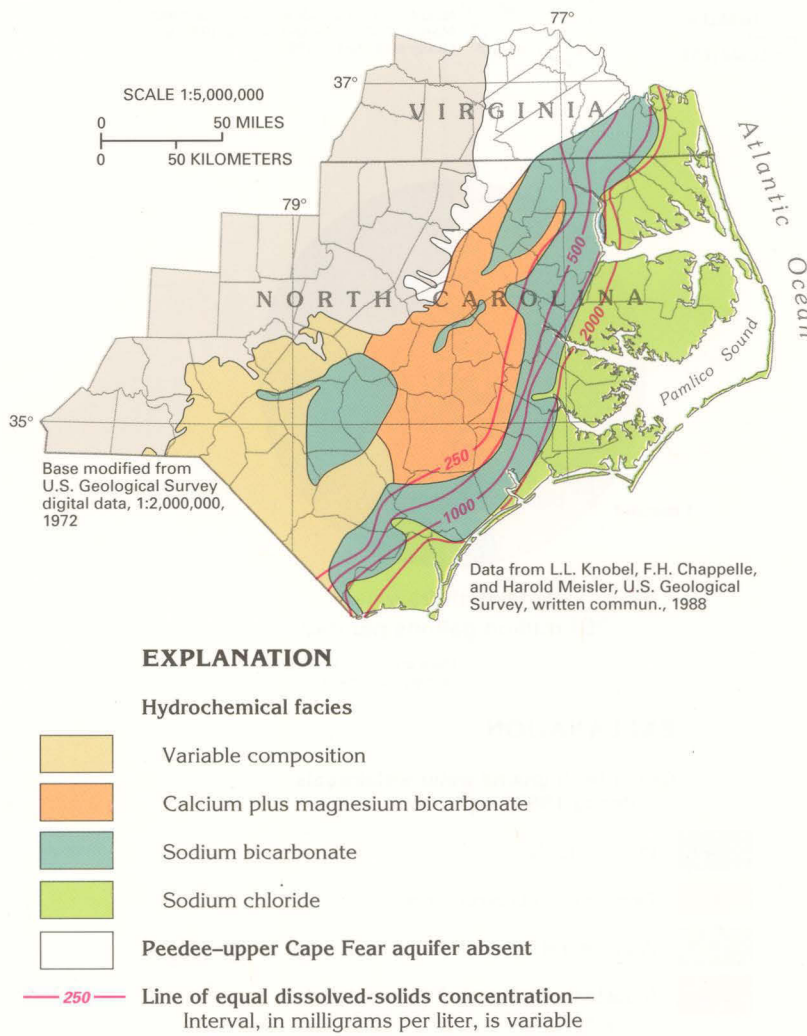 77°
37°
SCALE 1:5,000,000
0 50 MILES
0 50 KILOMETERS
VIRGINIA
Atlantic Ocean
79°
500
NORTH CAROLINA
2000
Pamlico Sound
35°
250
1000
Base modified from
U.S. Geological Survey
digital data, 1:2,000,000,
1972
Data from L.L. Knobel, F.H. Chappelle,
and Harold Meisler, U.S. Geological
Survey, written commun., 1988
EXPLANATION
Hydrochemical facies
Variable composition
Calcium plus magnesium bicarbonate
Sodium bicarbonate
Sodium chloride
Peedee–upper Cape Fear aquifer absent
250
Line of equal dissolved-solids concentration—
Interval, in milligrams per liter, is variable